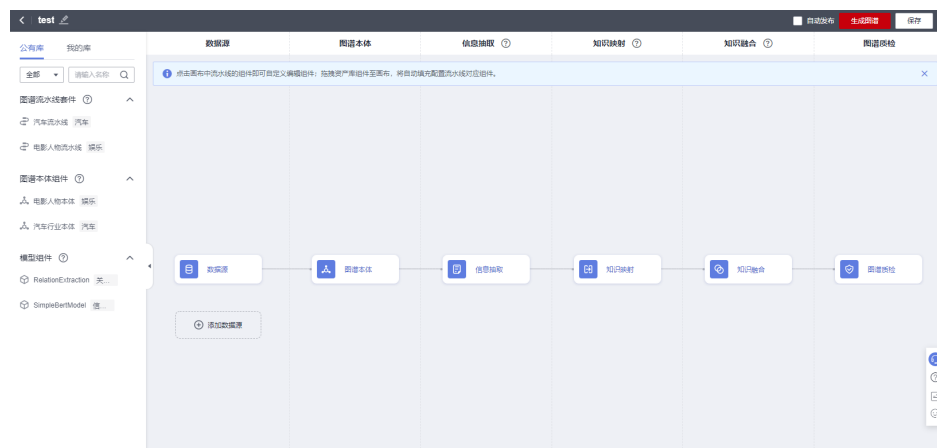 test
自动发布
生成图谱
保存
公有库 我的库
数据源 图谱本体 信息抽取 知识映射 知识融合 图谱质检
全部 请输入名称
点击画布中流水线的组件即可自定义编辑组件；拖拽资产库组件至画布，将自动填充配置流水线对应组件。
图谱流水线套件
汽车流水线 汽车
电影人物流水线 娱乐
图谱本体组件
电影人物本体 娱乐
汽车行业本体 汽车
模型组件
RelationExtraction 关...
SimpleBertModel 信...
数据源 图谱本体 信息抽取 知识映射 知识融合 图谱质检
添加数据源